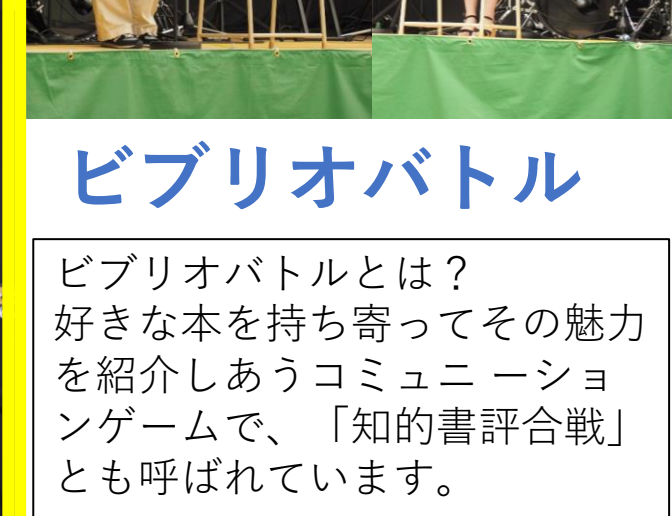 ビブリオバトル
ビブリオバトルとは？
好きな本を持ち寄ってその魅力
を紹介しあうコミュニ ーショ
ンゲームで、「知的書評合戦」
とも呼ばれています。